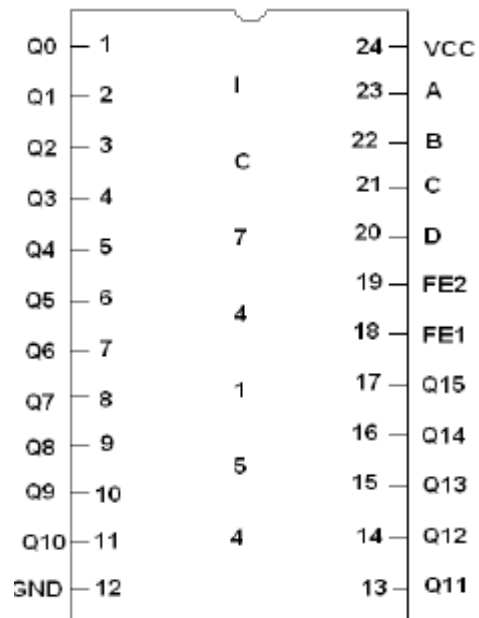 Q0 1 24 VCC
Q1 2 I 23 A
Q2 3 C 22 B
Q3 4 21 C
Q4 5 7 20 D
Q5 6 4 19 FE2
Q6 7 18 FE1
Q7 8 1 17 Q15
Q8 9 5 16 Q14
Q9 10 15 Q13
Q10 11 4 14 Q12
GND 12 13 Q11